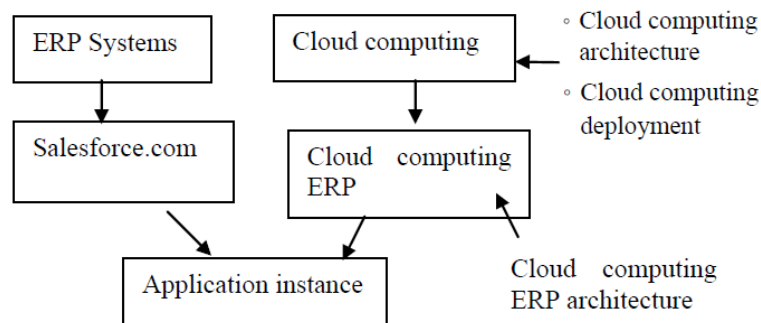 ERP Systems
Cloud computing
◦ Cloud computing
architecture
◦ Cloud computing
deployment
Salesforce.com
Cloud computing
ERP
Application instance
Cloud computing
ERP architecture